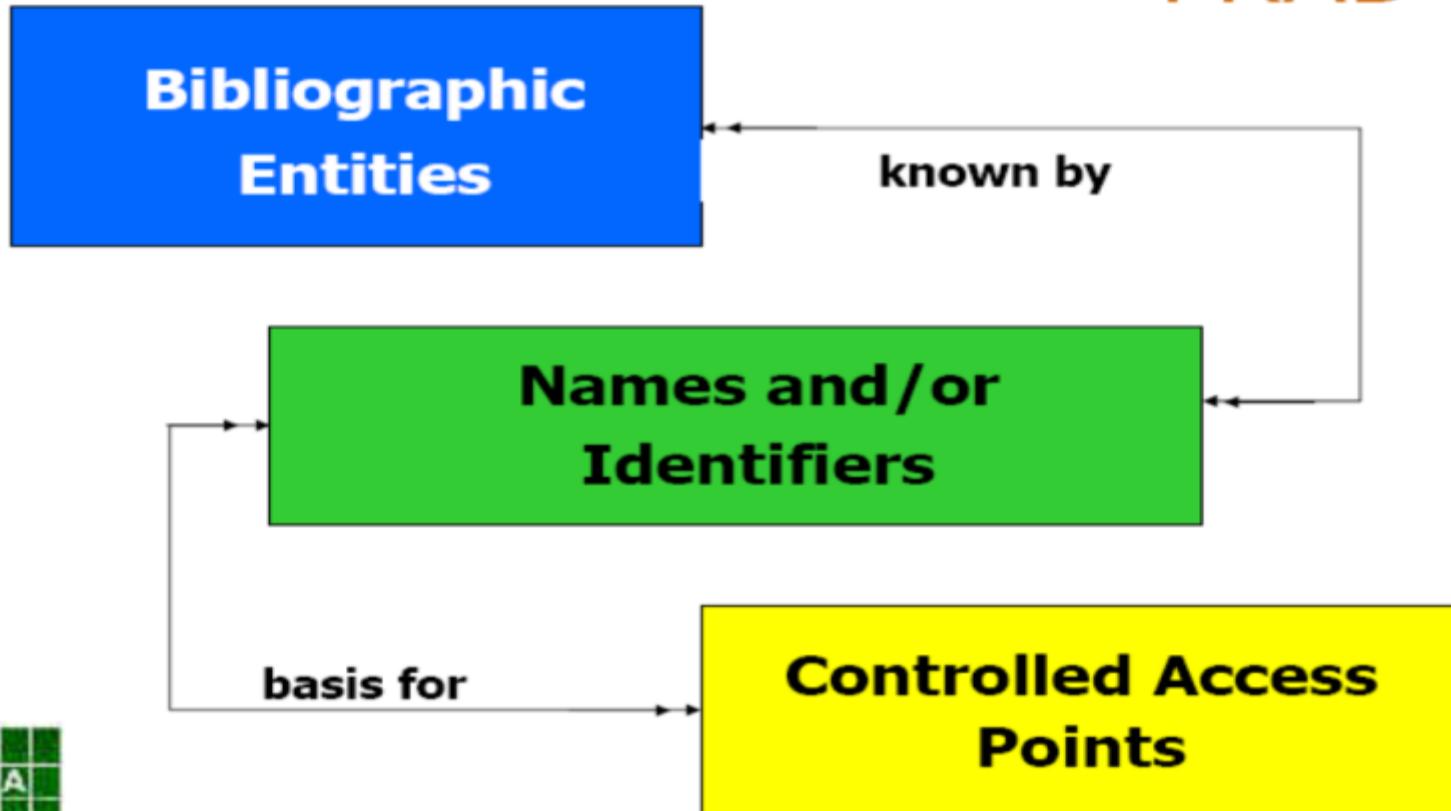 Bibliographic
Entities
known by
Names and/or
Identifiers
basis for
Controlled Access
Points
A